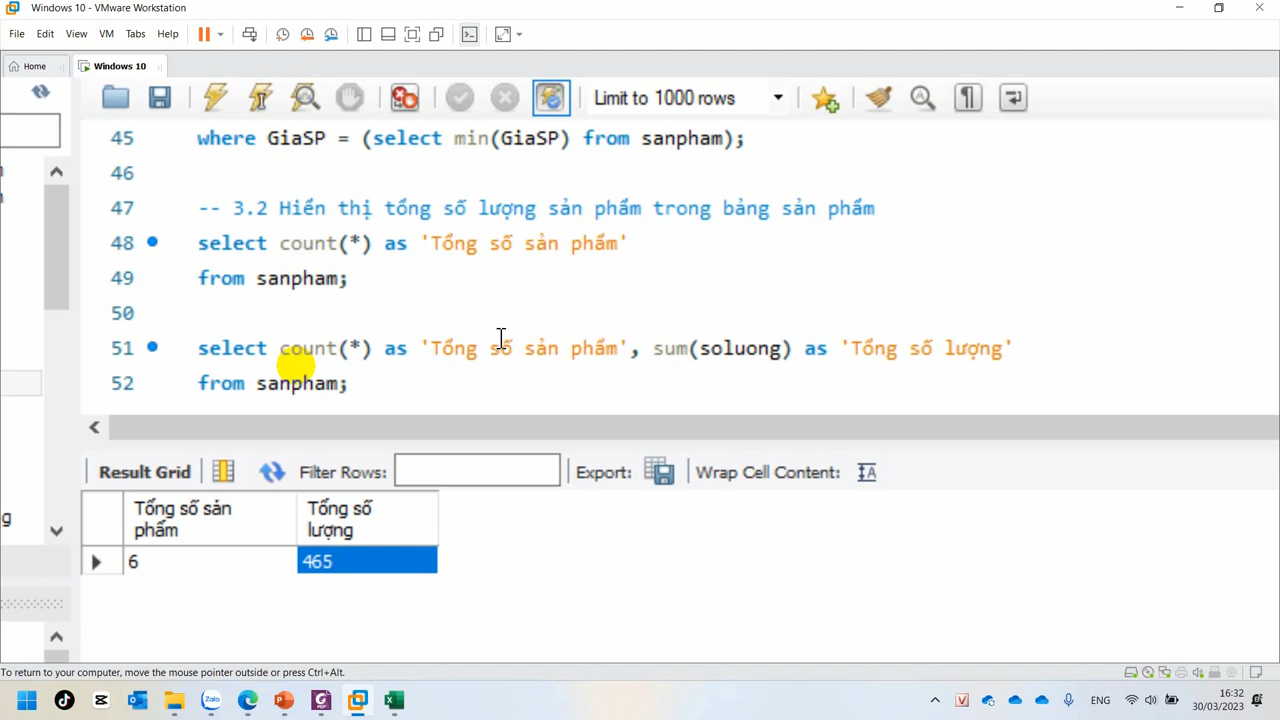 Windows 10 - VMware Workstation
File Edit View VM Tabs Help
Home Windows 10
Limit to 1000 rows
45 where GiaSP = (select min(GiaSP) from sanpham);
46
47 -- 3.2 Hiển thị tổng số lượng sản phẩm trong bảng sản phẩm
48 select count(*) as 'Tổng số sản phẩm'
49 from sanpham;
50
51 select count(*) as 'Tổng số sản phẩm', sum(soluong) as 'Tổng số lượng'
52 from sanpham;
Result Grid Filter Rows: Export: Wrap Cell Content:
Tổng số sản phẩm
Tổng số lượng
6 465
To return to your computer, move the mouse pointer outside or press Ctrl+Alt.
Zalo
ENG
16:32
30/03/2023